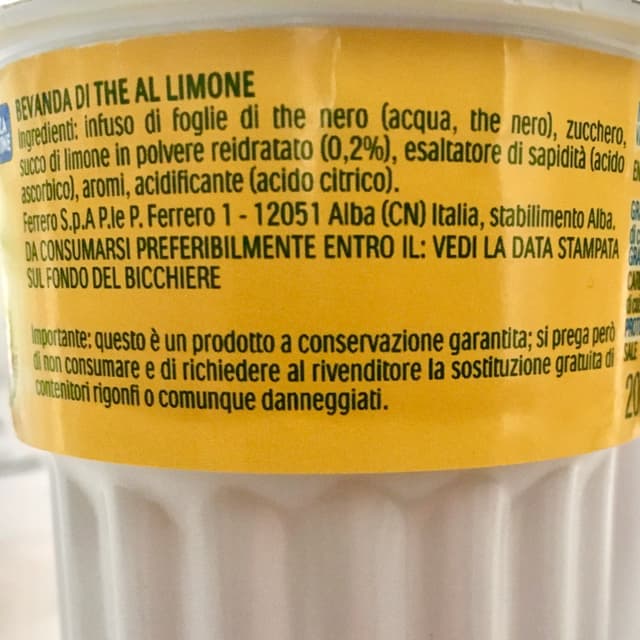 BEVANDA DI THE AL LIMONE
Ingredienti: infuso di foglie di the nero (acqua, the nero), zucchero,
succo di limone in polvere reidratato (0,2%), esaltatore di sapidità (acido
ascorbico), aromi, acidificante (acido citrico).
Ferrero S.p.A P.le P. Ferrero 1 - 12051 Alba (CN) Italia, stabilimento Alba.
DA CONSUMARSI PREFERIBILMENTE ENTRO IL: VEDI LA DATA STAMPATA
SUL FONDO DEL BICCHIERE
Importante: questo è un prodotto a conservazione garantita; si prega però
di non consumare e di richiedere al rivenditore la sostituzione gratuita di
contenitori rigonfi o comunque danneggiati.
SALE